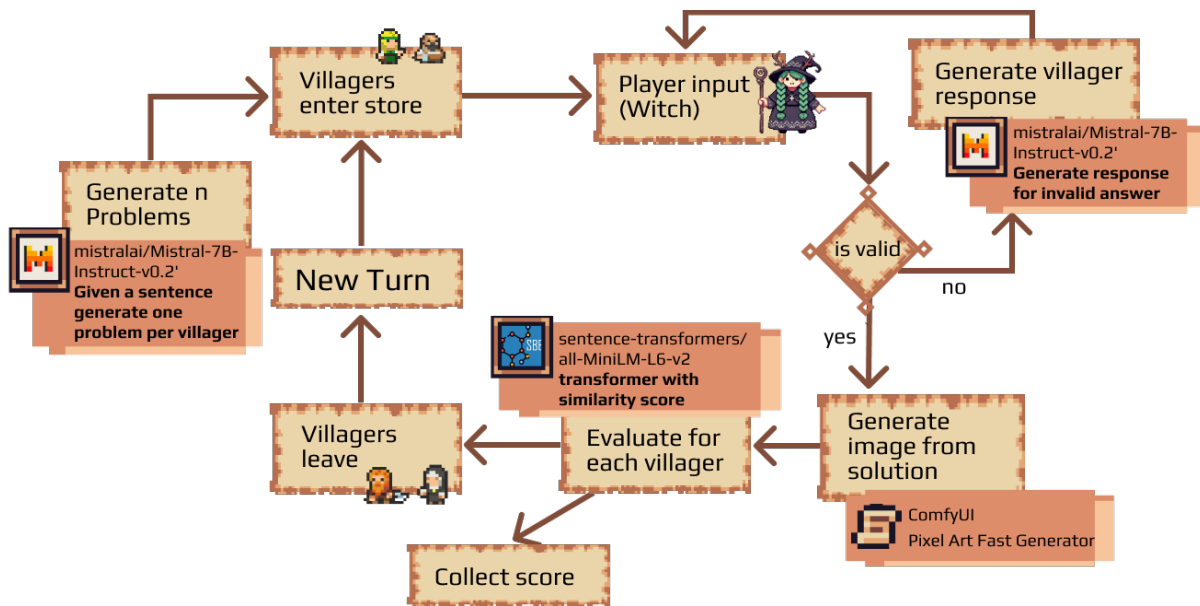 Villagers
enter store
Player input
(Witch)
Generate villager
response
mistralai/Mistral-7B-
Instruct-v0.2'
Generate response
for invalid answer
Generate n
Problems
mistralai/Mistral-7B-
Instruct-v0.2'
Given a sentence
generate one
problem per villager
is valid
no
yes
New Turn
SBE
sentence-transformers/
all-MiniLM-L6-v2
transformer with
similarity score
Villagers
leave
Evaluate for
each villager
Generate
image from
solution
ComfyUI
Pixel Art Fast Generator
Collect score